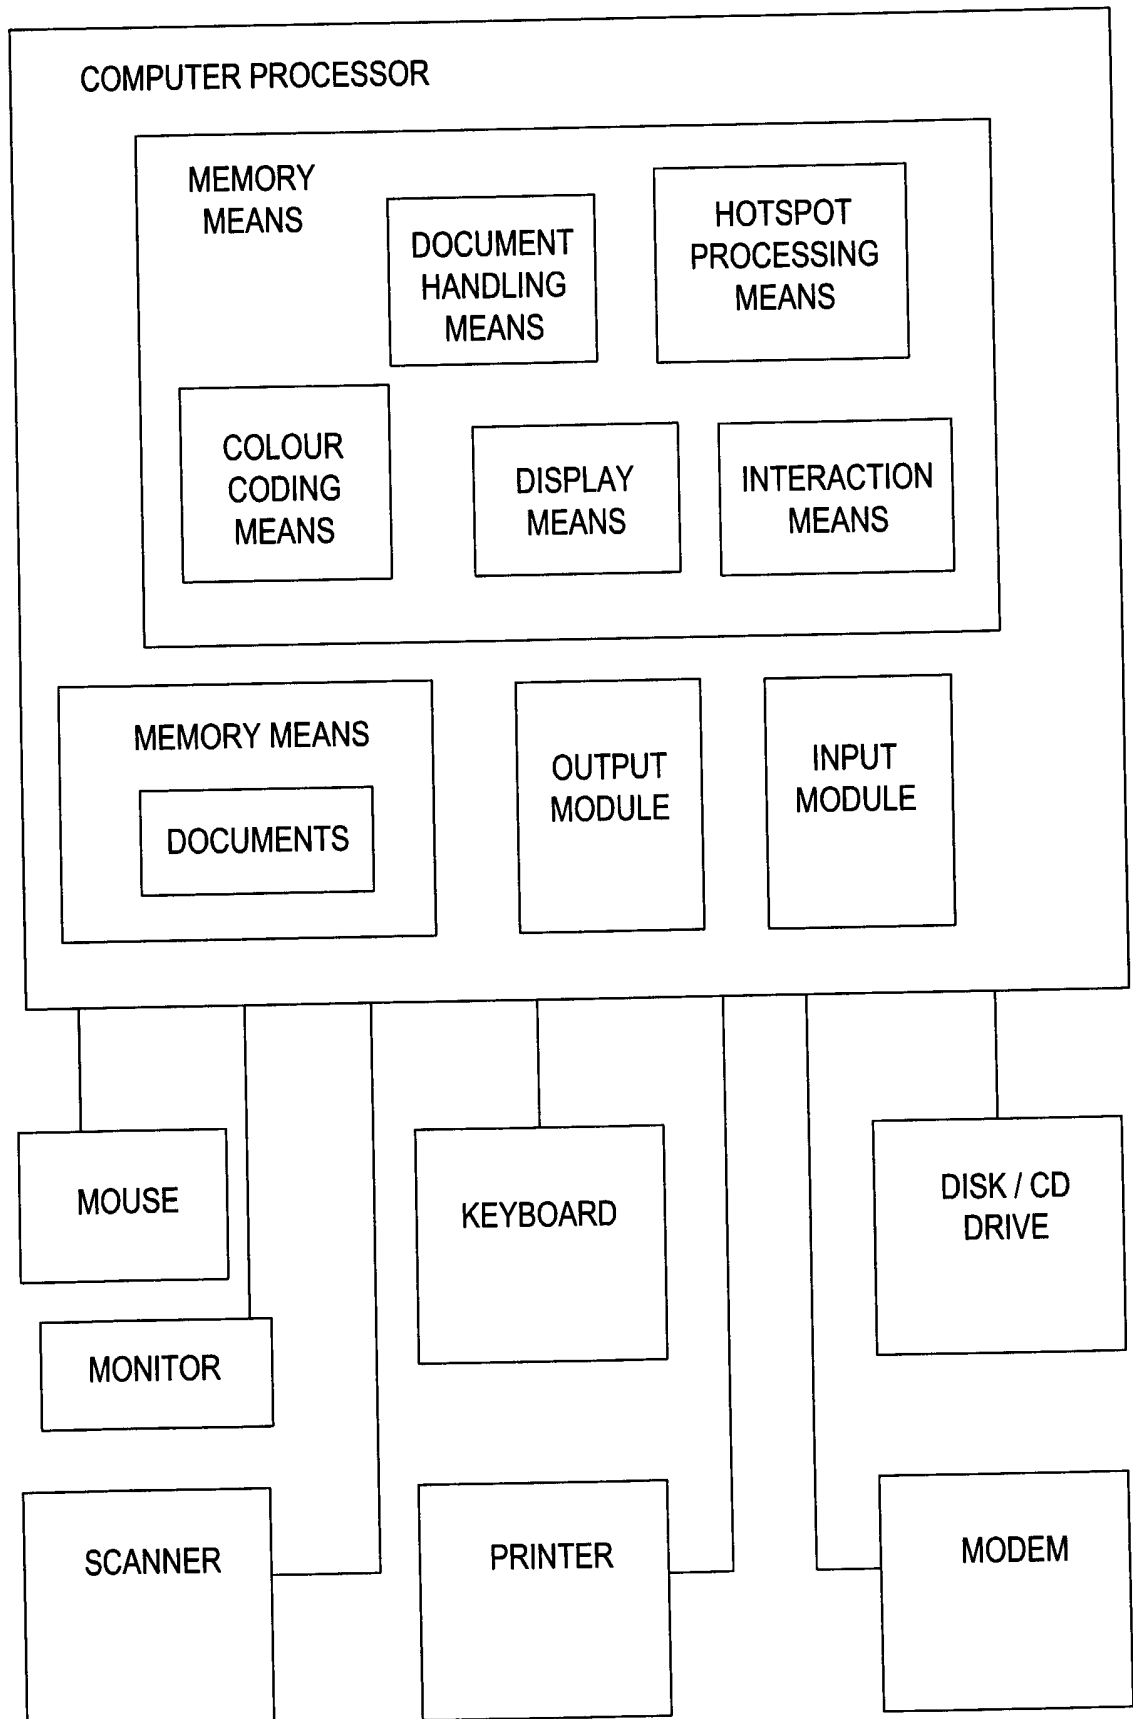 COMPUTER PROCESSOR
MEMORY
MEANS
DOCUMENT
HANDLING
MEANS
HOTSPOT
PROCESSING
MEANS
COLOUR
CODING
MEANS
DISPLAY
MEANS
INTERACTION
MEANS
MEMORY MEANS
DOCUMENTS
OUTPUT
MODULE
INPUT
MODULE
MOUSE
KEYBOARD
DISK / CD
DRIVE
MONITOR
SCANNER
PRINTER
MODEM